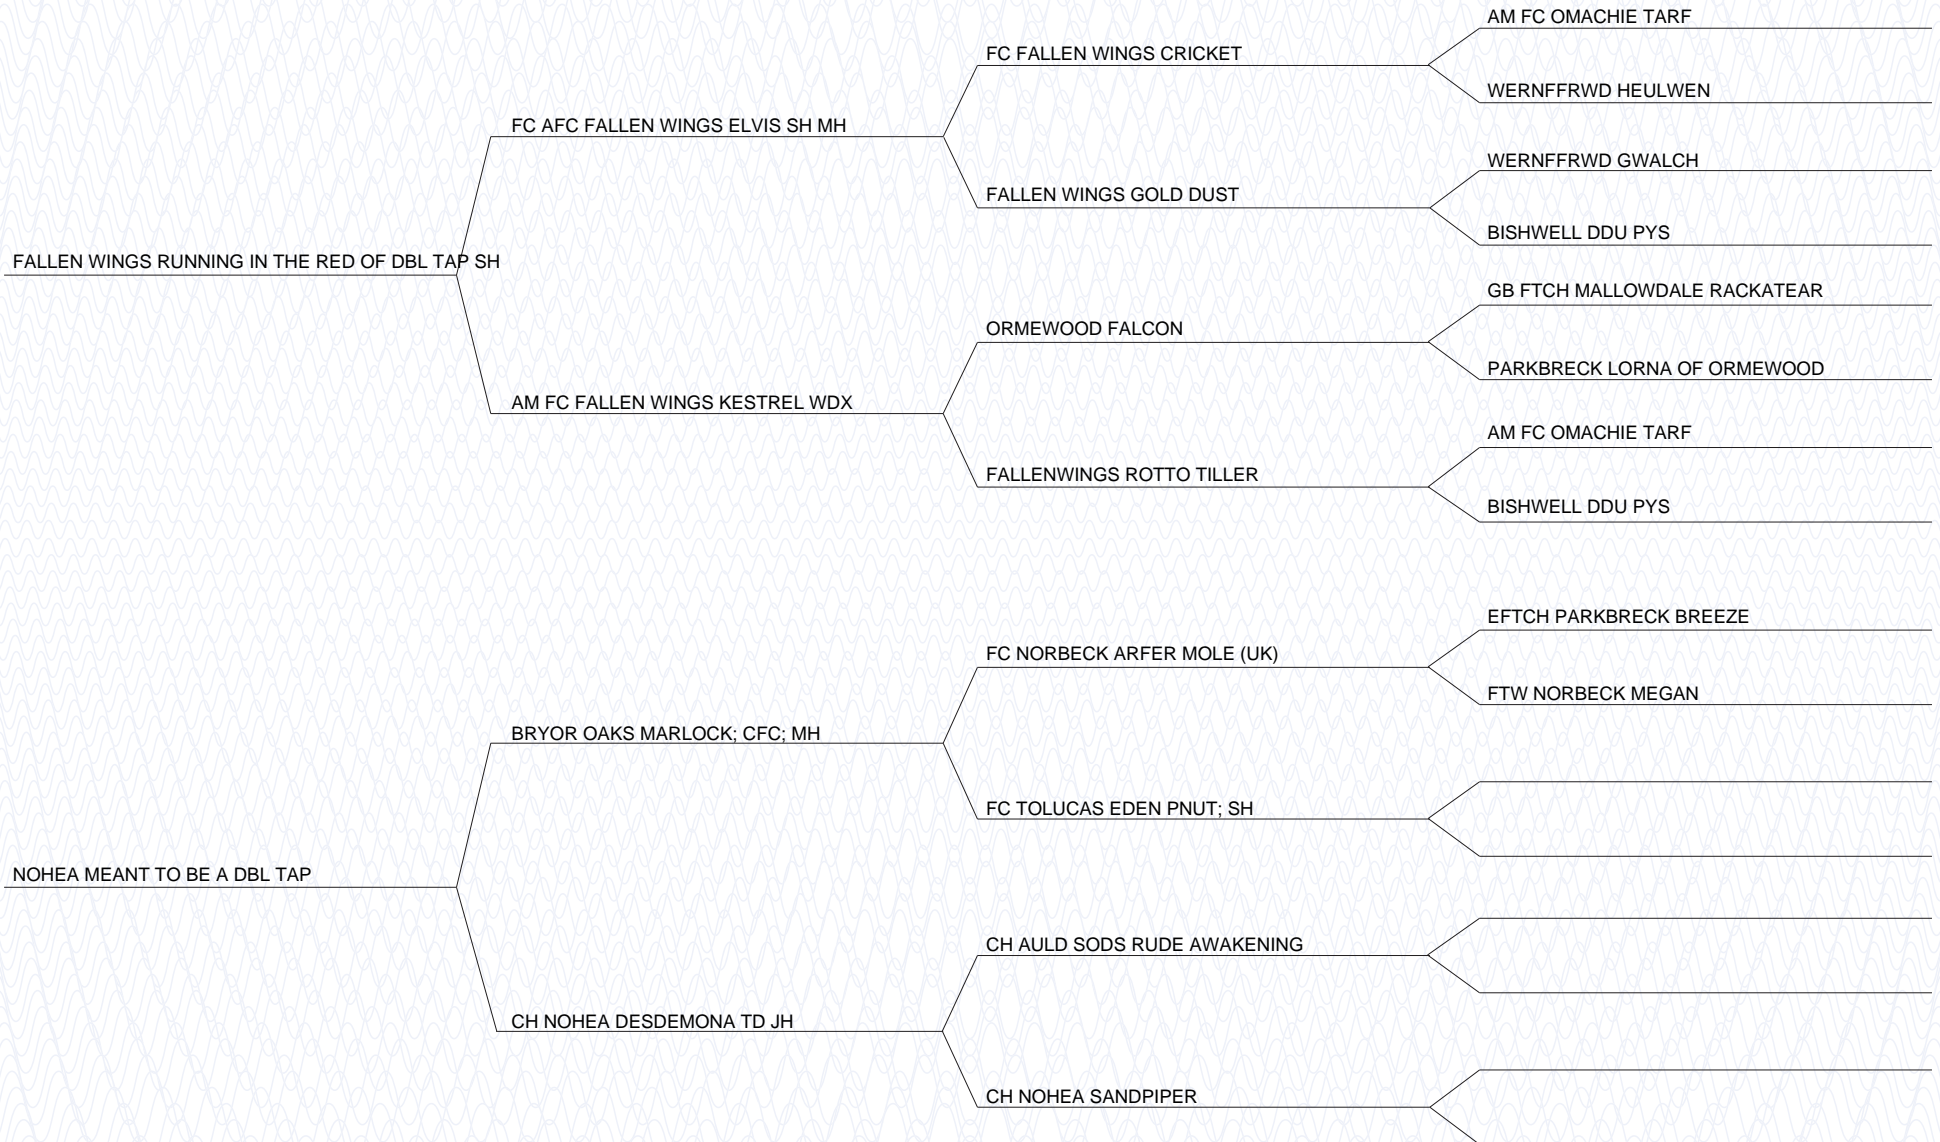 AM FC OMACHIE TARF
FC FALLEN WINGS CRICKET
WERNFFRWD HEULWEN
FC AFC FALLEN WINGS ELVIS SH MH
WERNFFRWD GWALCH
FALLEN WINGS GOLD DUST
BISHWELL DDU PYS
FALLEN WINGS RUNNING IN THE RED OF DBL TAP SH
GB FTCH MALLOWDALE RACKATEAR
ORMEWOOD FALCON
PARKBRECK LORNA OF ORMEWOOD
AM FC FALLEN WINGS KESTREL WDX
AM FC OMACHIE TARF
FALLENWINGS ROTTO TILLER
BISHWELL DDU PYS
EFTCH PARKBRECK BREEZE
FC NORBECK ARFER MOLE (UK)
FTW NORBECK MEGAN
BRYOR OAKS MARLOCK; CFC; MH
FC TOLUCAS EDEN PNUT; SH
NOHEA MEANT TO BE A DBL TAP
CH AULD SODS RUDE AWAKENING
CH NOHEA DESDEMONA TD JH
CH NOHEA SANDPIPER